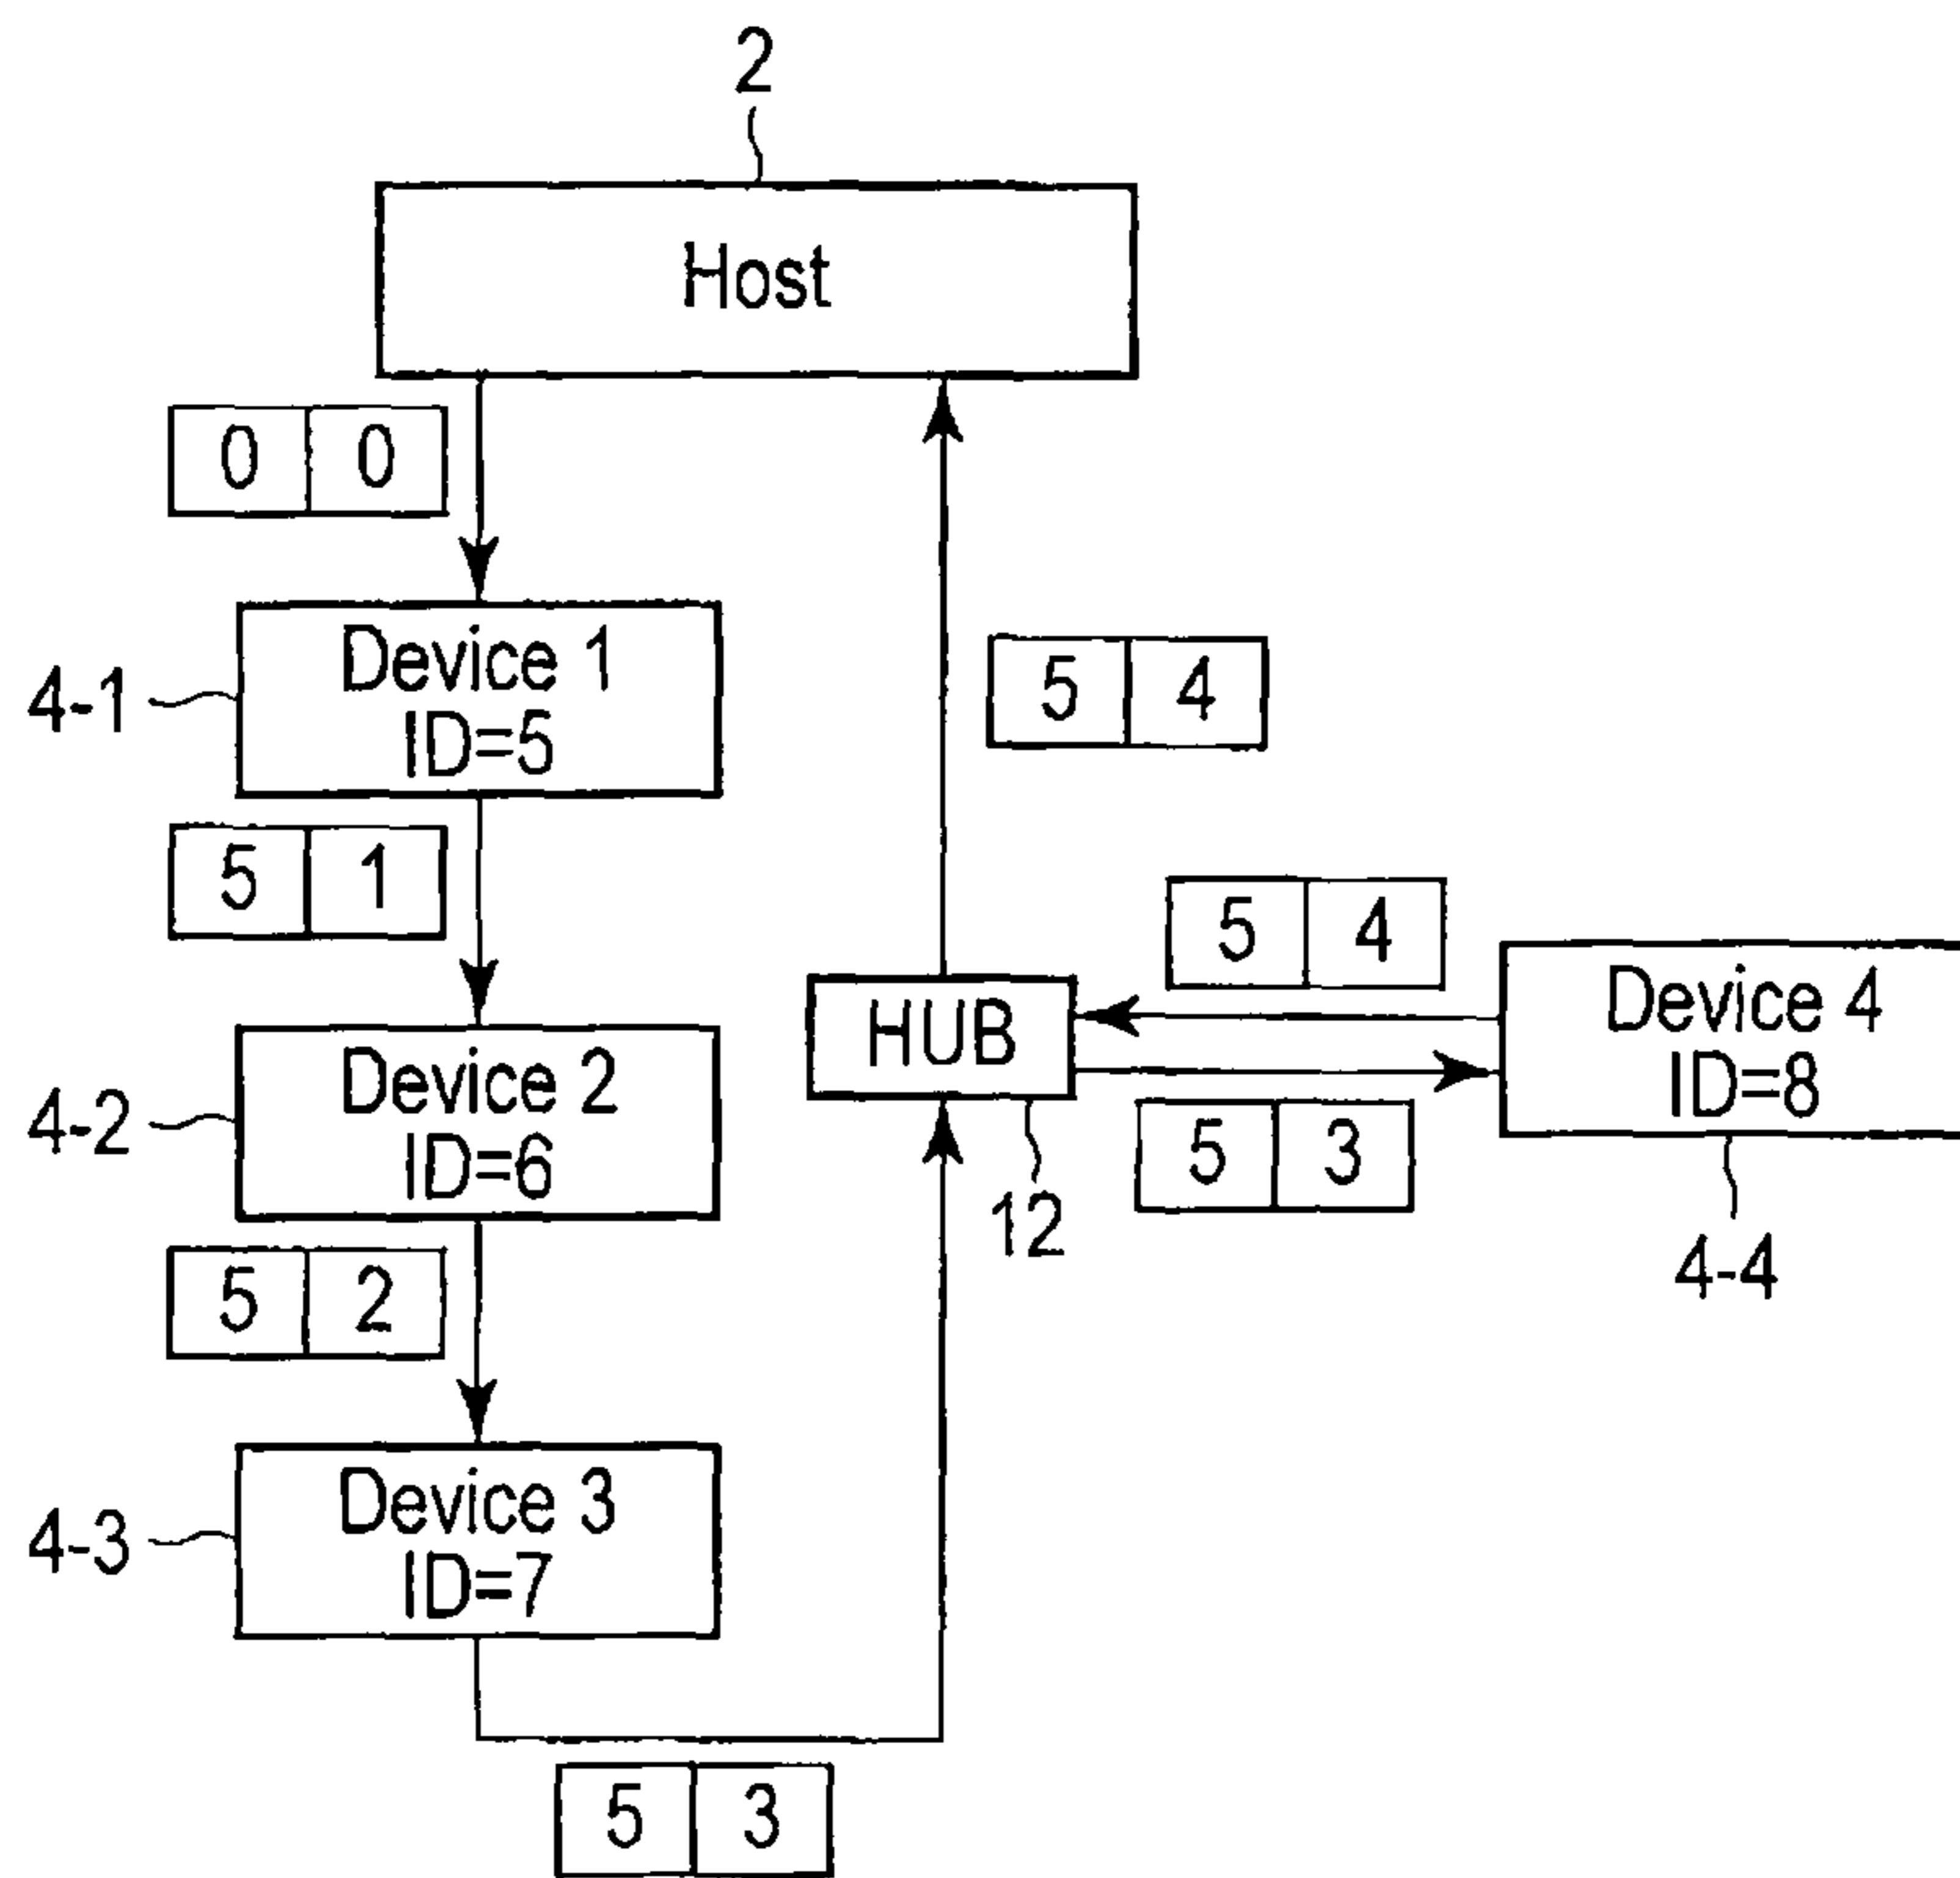 2
Host
0 0
Device 1
ID=5
4-1
5 4
5 1
5 4
HUB
Device 4
ID=8
Device 2
ID=6
4-2
5 3
12
4-4
5 2
Device 3
ID=7
4-3
5 3